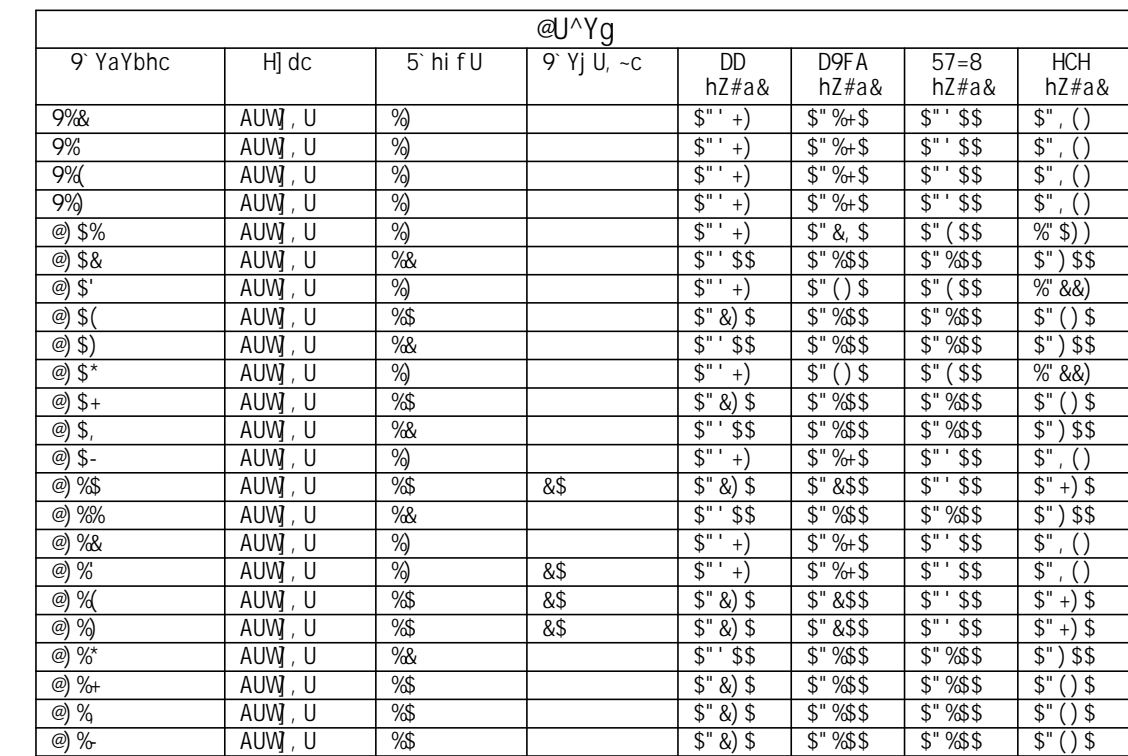 @U^Yg
9`YaYbhc H]dc 5`hifU 9`YjU,~c DD D9FA 57=8 HCH
hZ#a& hZ#a& hZ#a& hZ#a&
9%& AUW],U %) $"'+) $"%+$ $"'$$ $",()
9%' AUW],U %) $"'+) $"%+$ $"'$$ $",()
9%( AUW],U %) $"'+) $"%+$ $"'$$ $",()
9%) AUW],U %) $"'+) $"%+$ $"'$$ $",()
@)$% AUW],U %) $"'+) $"&,$ $"($$ %"$))
@)$& AUW],U %& $"'$$ $"%$$ $"%$$ $")$$
@)$' AUW],U %) $"'+) $"()$ $"($$ %"&&)
@)$( AUW],U %$ $"&)$ $"%$$ $"%$$ $"()$
@)$) AUW],U %& $"'$$ $"%$$ $"%$$ $")$$
@)$* AUW],U %) $"'+) $"()$ $"($$ %"&&)
@)$+ AUW],U %$ $"&)$ $"%$$ $"%$$ $"()$
@)$, AUW],U %& $"'$$ $"%$$ $"%$$ $")$$
@)$- AUW],U %) $"'+) $"%+$ $"'$$ $",()
@)%$ AUW],U %$ &$ $"&)$ $"&$$ $"'$$ $"+)$
@)%% AUW],U %& $"'$$ $"%$$ $"%$$ $")$$
@)%& AUW],U %) $"'+) $"%+$ $"'$$ $",()
@)%' AUW],U %) &$ $"'+) $"%+$ $"'$$ $",()
@)%( AUW],U %$ &$ $"&)$ $"&$$ $"'$$ $"+)$
@)%) AUW],U %$ &$ $"&)$ $"&$$ $"'$$ $"+)$
@)%* AUW],U %& $"'$$ $"%$$ $"%$$ $")$$
@)%+ AUW],U %$ $"&)$ $"%$$ $"%$$ $"()$
@)%, AUW],U %$ $"&)$ $"%$$ $"%$$ $"()$
@)%- AUW],U %$ $"&)$ $"%$$ $"%$$ $"()$